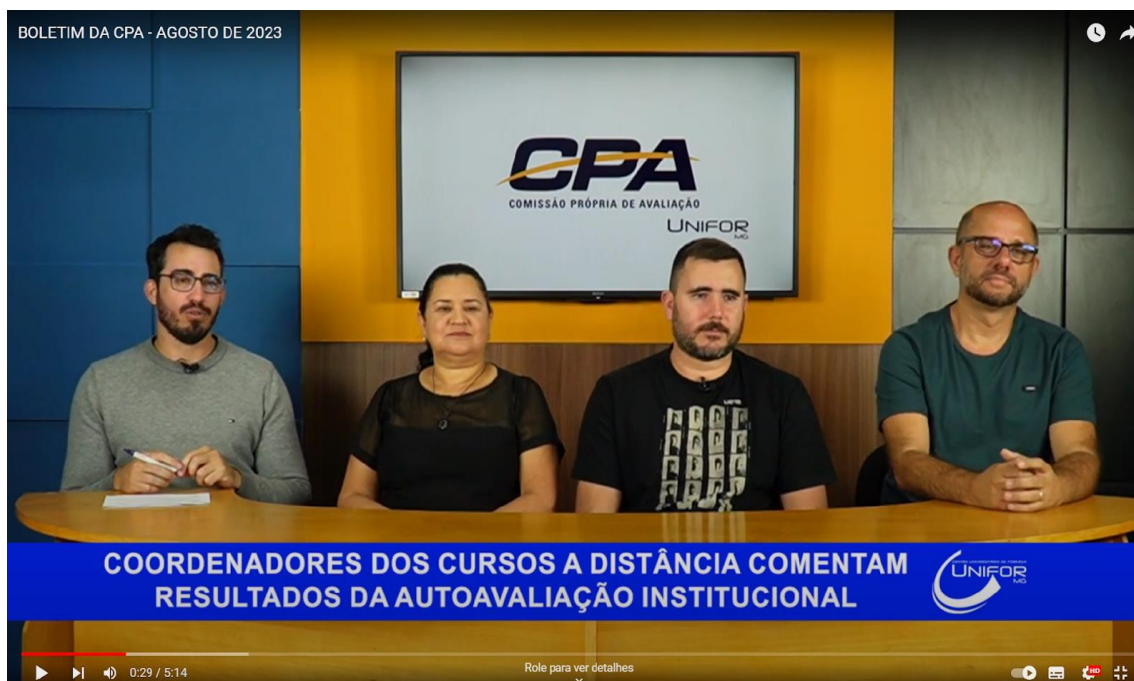 BOLETIM DA CPA - AGOSTO DE 2023
CPA
COMISSÃO PRÓPRIA DE AVALIAÇÃO
UNIFOR
MG
COORDENADORES DOS CURSOS A DISTÂNCIA COMENTAM
RESULTADOS DA AUTOAVALIAÇÃO INSTITUCIONAL
UNIFOR
MG
0:29 / 5:14
Role para ver detalhes
HD